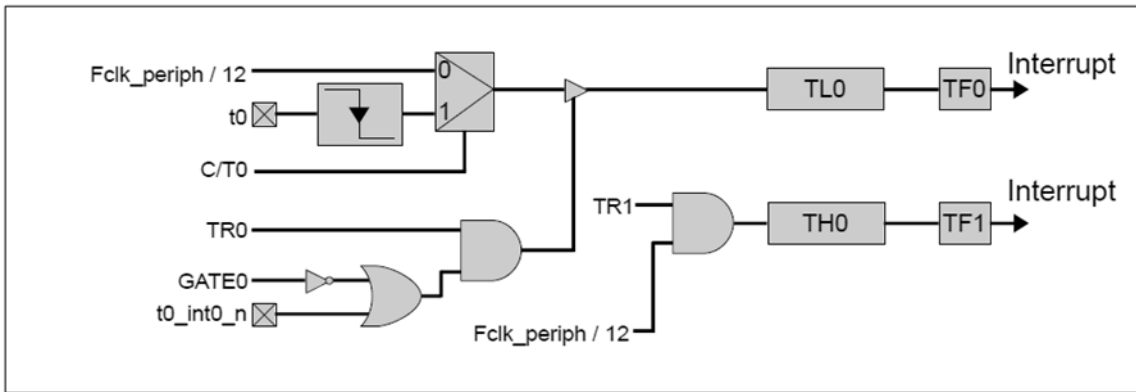 Fclk_periph / 12
0
t0
1
C/T0
TL0
TF0
Interrupt
TR0
GATE0
t0_int0_n
TR1
Fclk_periph / 12
TH0
TF1
Interrupt